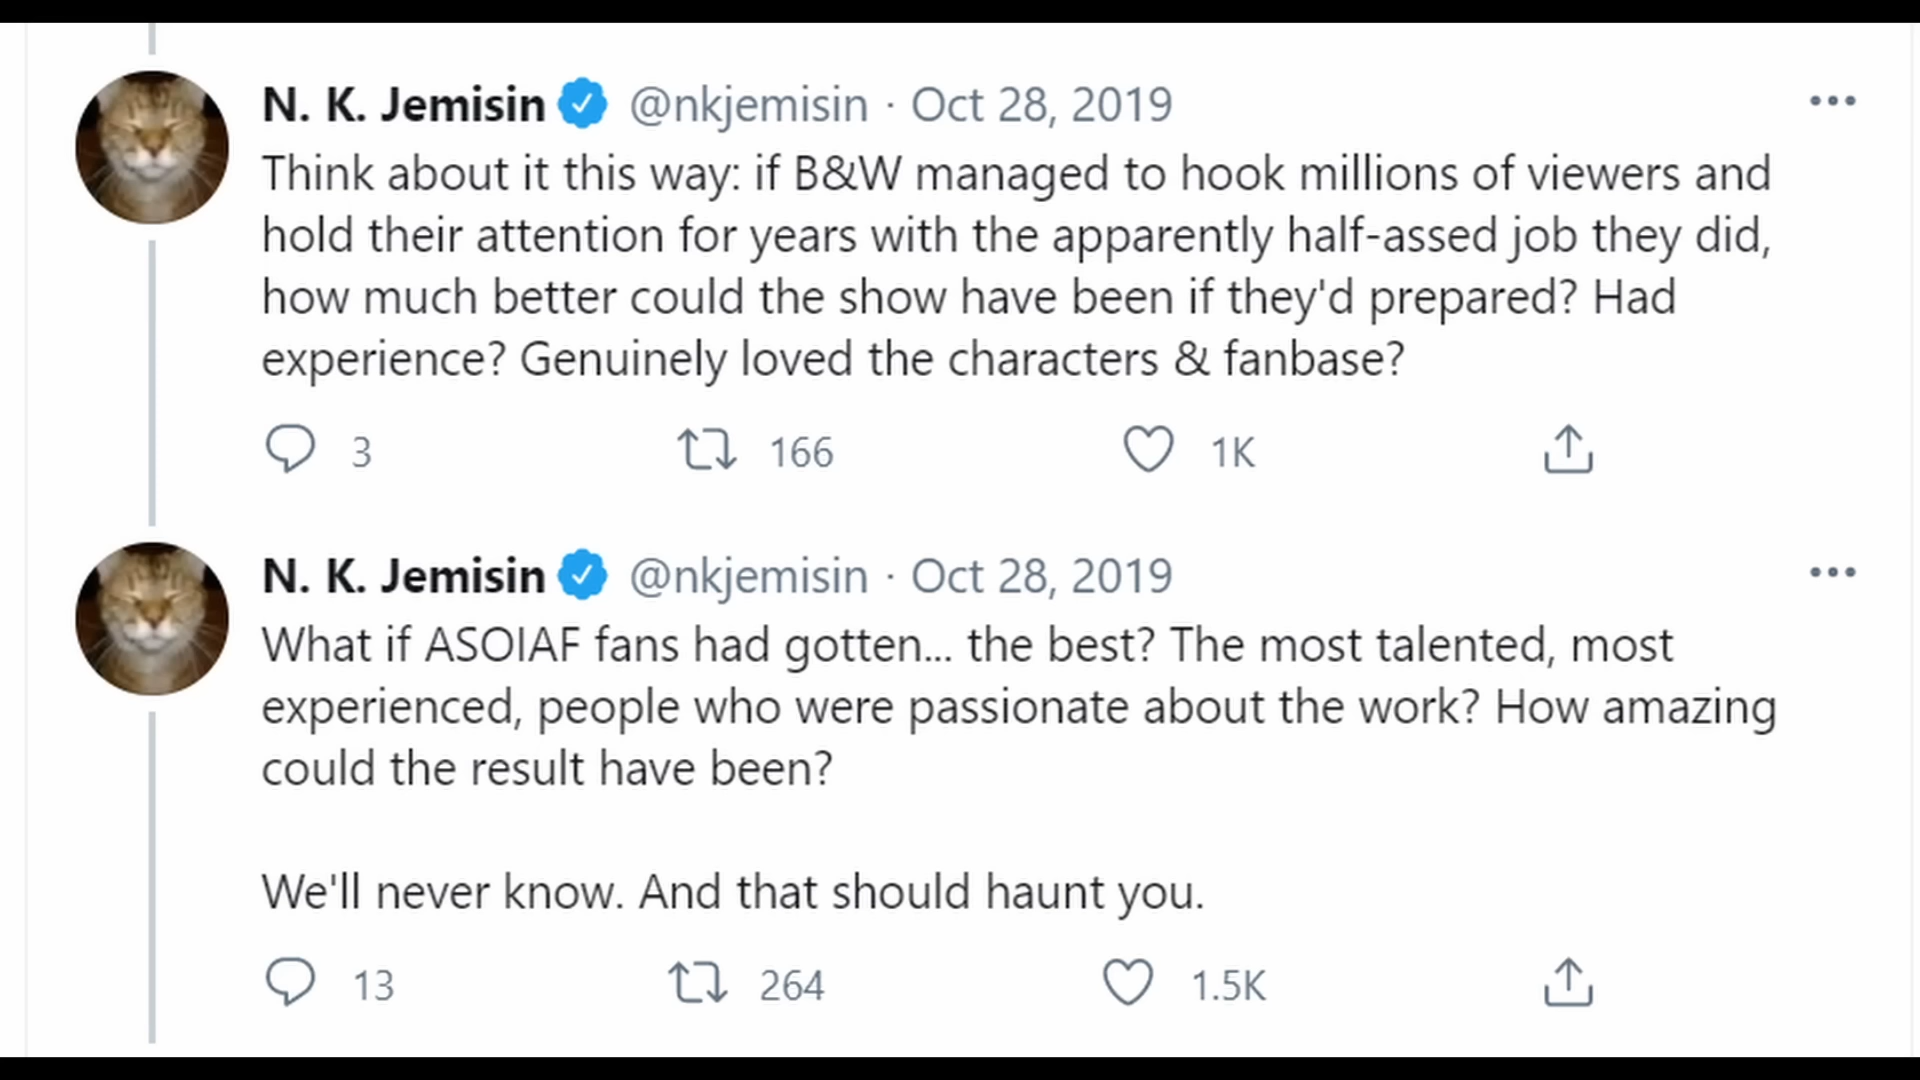 N. K. Jemisin @nkjemisin · Oct 28, 2019
Think about it this way: if B&W managed to hook millions of viewers and
hold their attention for years with the apparently half-assed job they did,
how much better could the show have been if they'd prepared? Had
experience? Genuinely loved the characters & fanbase?
3 166 1K
N. K. Jemisin @nkjemisin · Oct 28, 2019
What if ASOIAF fans had gotten... the best? The most talented, most
experienced, people who were passionate about the work? How amazing
could the result have been?
We'll never know. And that should haunt you.
13 264 1.5K